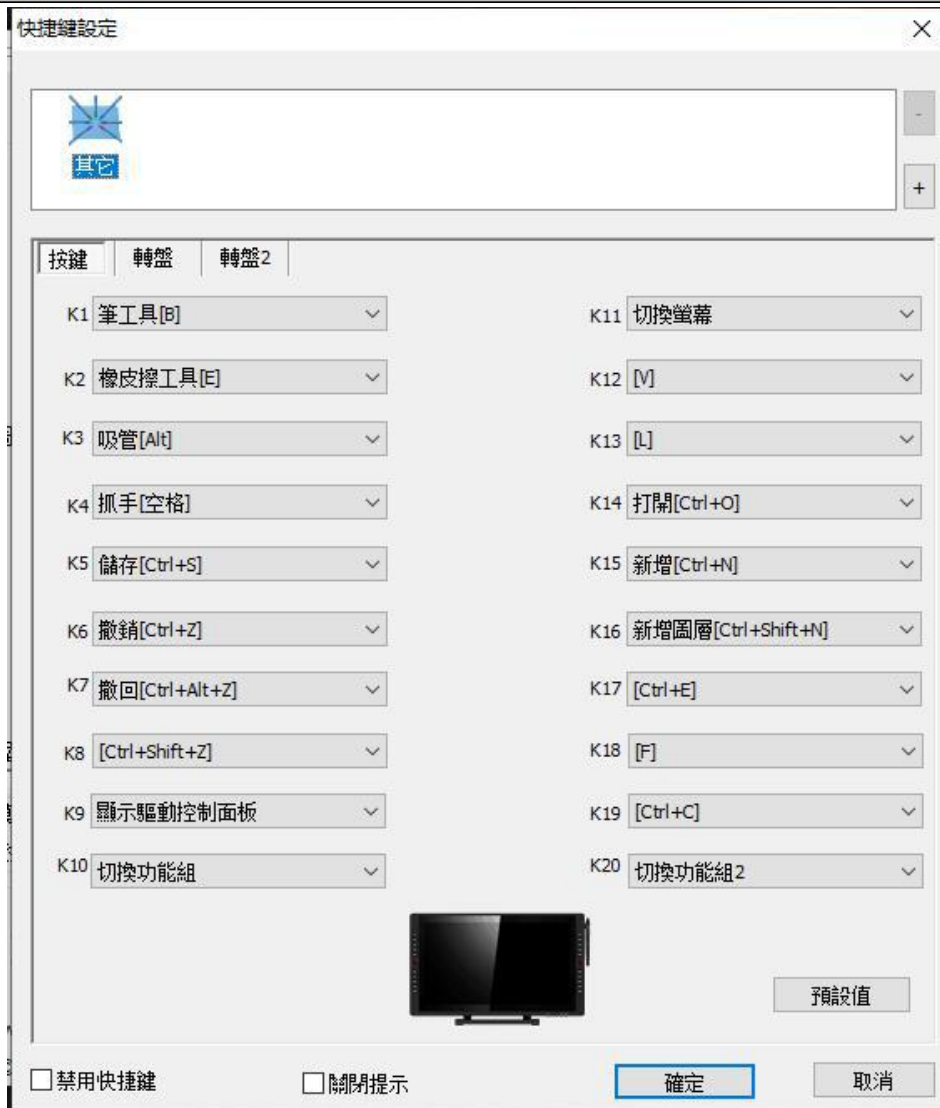 快捷鍵設定
其它
-
+
按鍵 轉盤 轉盤2
K1 筆工具[B]
K2 橡皮擦工具[E]
K3 吸管[Alt]
K4 抓手[空格]
K5 儲存[Ctrl+S]
K6 撤銷[Ctrl+Z]
K7 撤回[Ctrl+Alt+Z]
K8 [Ctrl+Shift+Z]
K9 顯示驅動控制面板
K10 切換功能組
K11 切換螢幕
K12 [V]
K13 [L]
K14 打開[Ctrl+O]
K15 新增[Ctrl+N]
K16 新增圖層[Ctrl+Shift+N]
K17 [Ctrl+E]
K18 [F]
K19 [Ctrl+C]
K20 切換功能組2
預設值
禁用快捷鍵 關閉提示 確定 取消